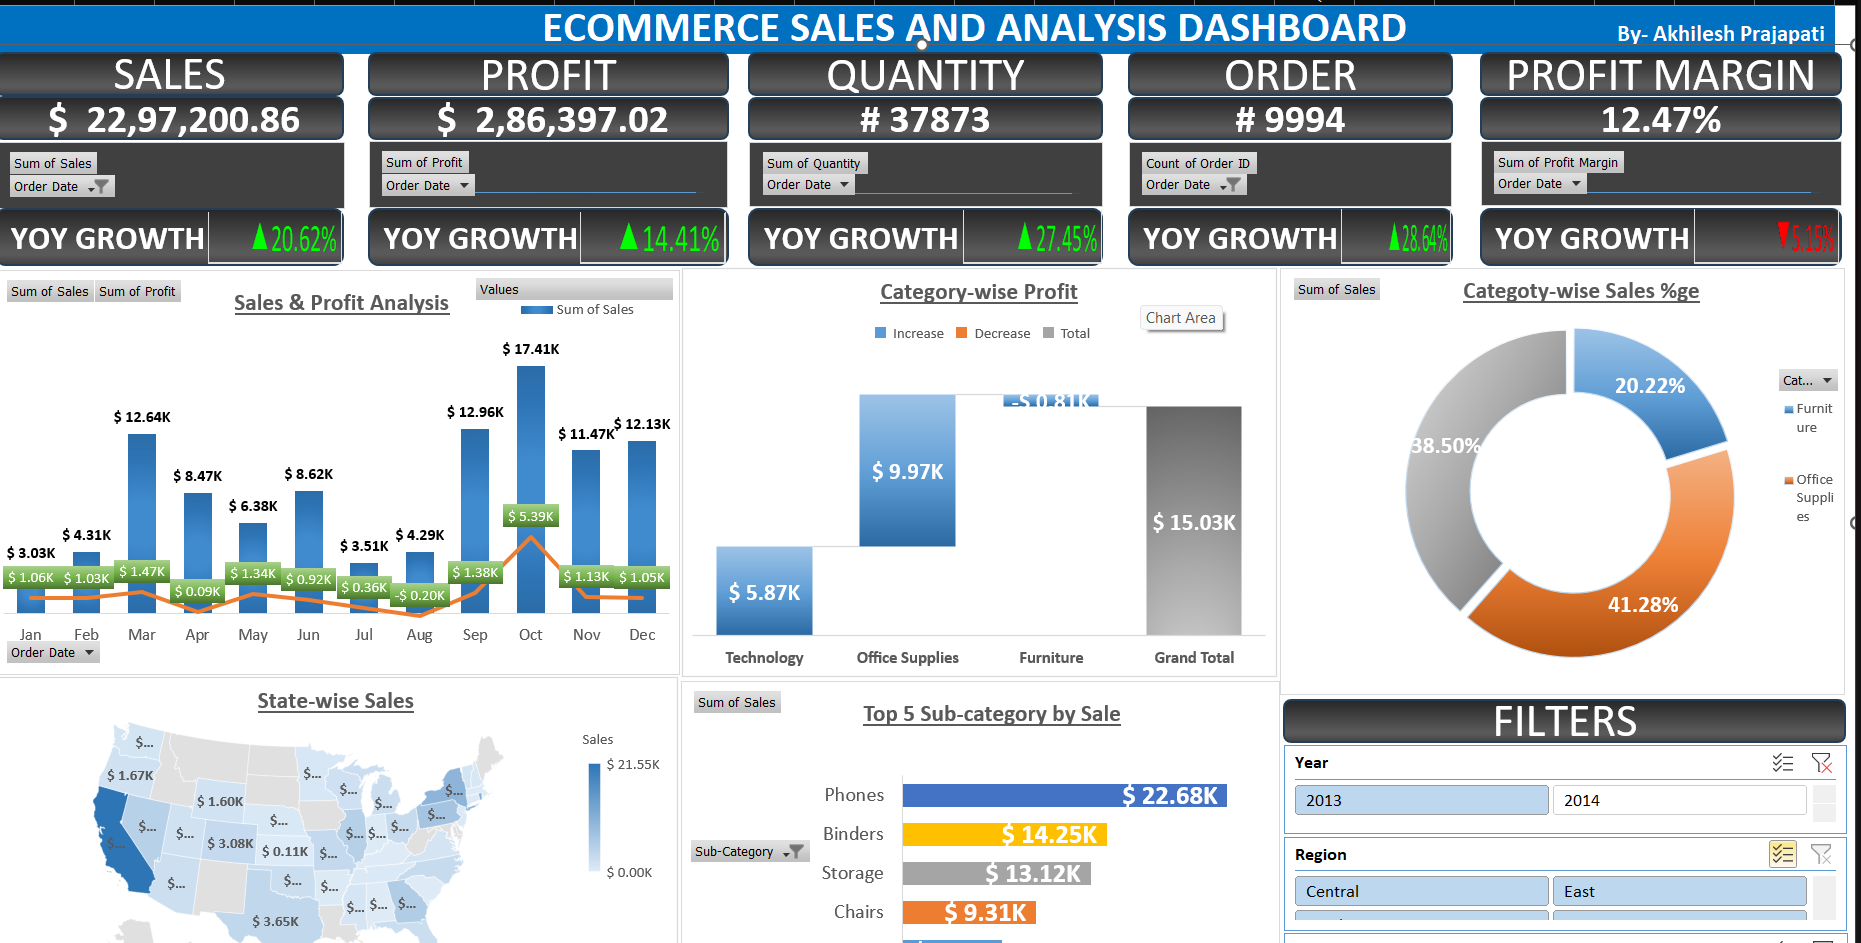 ECOMMERCE SALES AND ANALYSIS DASHBOARD
By- Akhilesh Prajapati
SALES
$ 22,97,200.86
Sum of Sales
Order Date
YOY GROWTH
▲20.62%
PROFIT
$ 2,86,397.02
Sum of Profit
Order Date
YOY GROWTH
▲14.41%
QUANTITY
# 37873
Sum of Quantity
Order Date
YOY GROWTH
▲27.45%
ORDER
# 9994
Count of Order ID
Order Date
YOY GROWTH
▲28.64%
PROFIT MARGIN
12.47%
Sum of Profit Margin
Order Date
YOY GROWTH
▼5.15%
Sum of Sales
Sum of Profit
Sales & Profit Analysis
Values
Sum of Sales
$ 3.03K
$ 4.31K
$ 12.64K
$ 8.47K
$ 6.38K
$ 8.62K
$ 3.51K
$ 4.29K
$ 12.96K
$ 17.41K
$ 11.47K
$ 12.13K
$ 1.06K
$ 1.03K
$ 1.47K
$ 0.09K
$ 1.34K
$ 0.92K
$ 0.36K
-$ 0.20K
$ 1.38K
$ 5.39K
$ 1.13K
$ 1.05K
Jan
Feb
Mar
Apr
May
Jun
Jul
Aug
Sep
Oct
Nov
Dec
Order Date
Category-wise Profit
Increase
Decrease
Total
Chart Area
$ 5.87K
$ 9.97K
-$ 0.81K
$ 15.03K
Technology
Office Supplies
Furniture
Grand Total
Sum of Sales
Categoty-wise Sales %ge
20.22%
38.50%
41.28%
Cat...
Furnit
ure
Office
Suppli
es
State-wise Sales
Sales
$ 21.55K
$ 0.00K
$...
$ 1.67K
$...
$ 1.60K
$...
$...
$...
$...
$...
$...
$...
$...
$ 3.08K
$ 0.11K
$...
$...
$...
$...
$...
$...
$...
$...
$...
$...
$ 3.65K
Sum of Sales
Top 5 Sub-category by Sale
Sub-Category
Phones
$ 22.68K
Binders
$ 14.25K
Storage
$ 13.12K
Chairs
$ 9.31K
FILTERS
Year
2013
2014
Region
Central
East